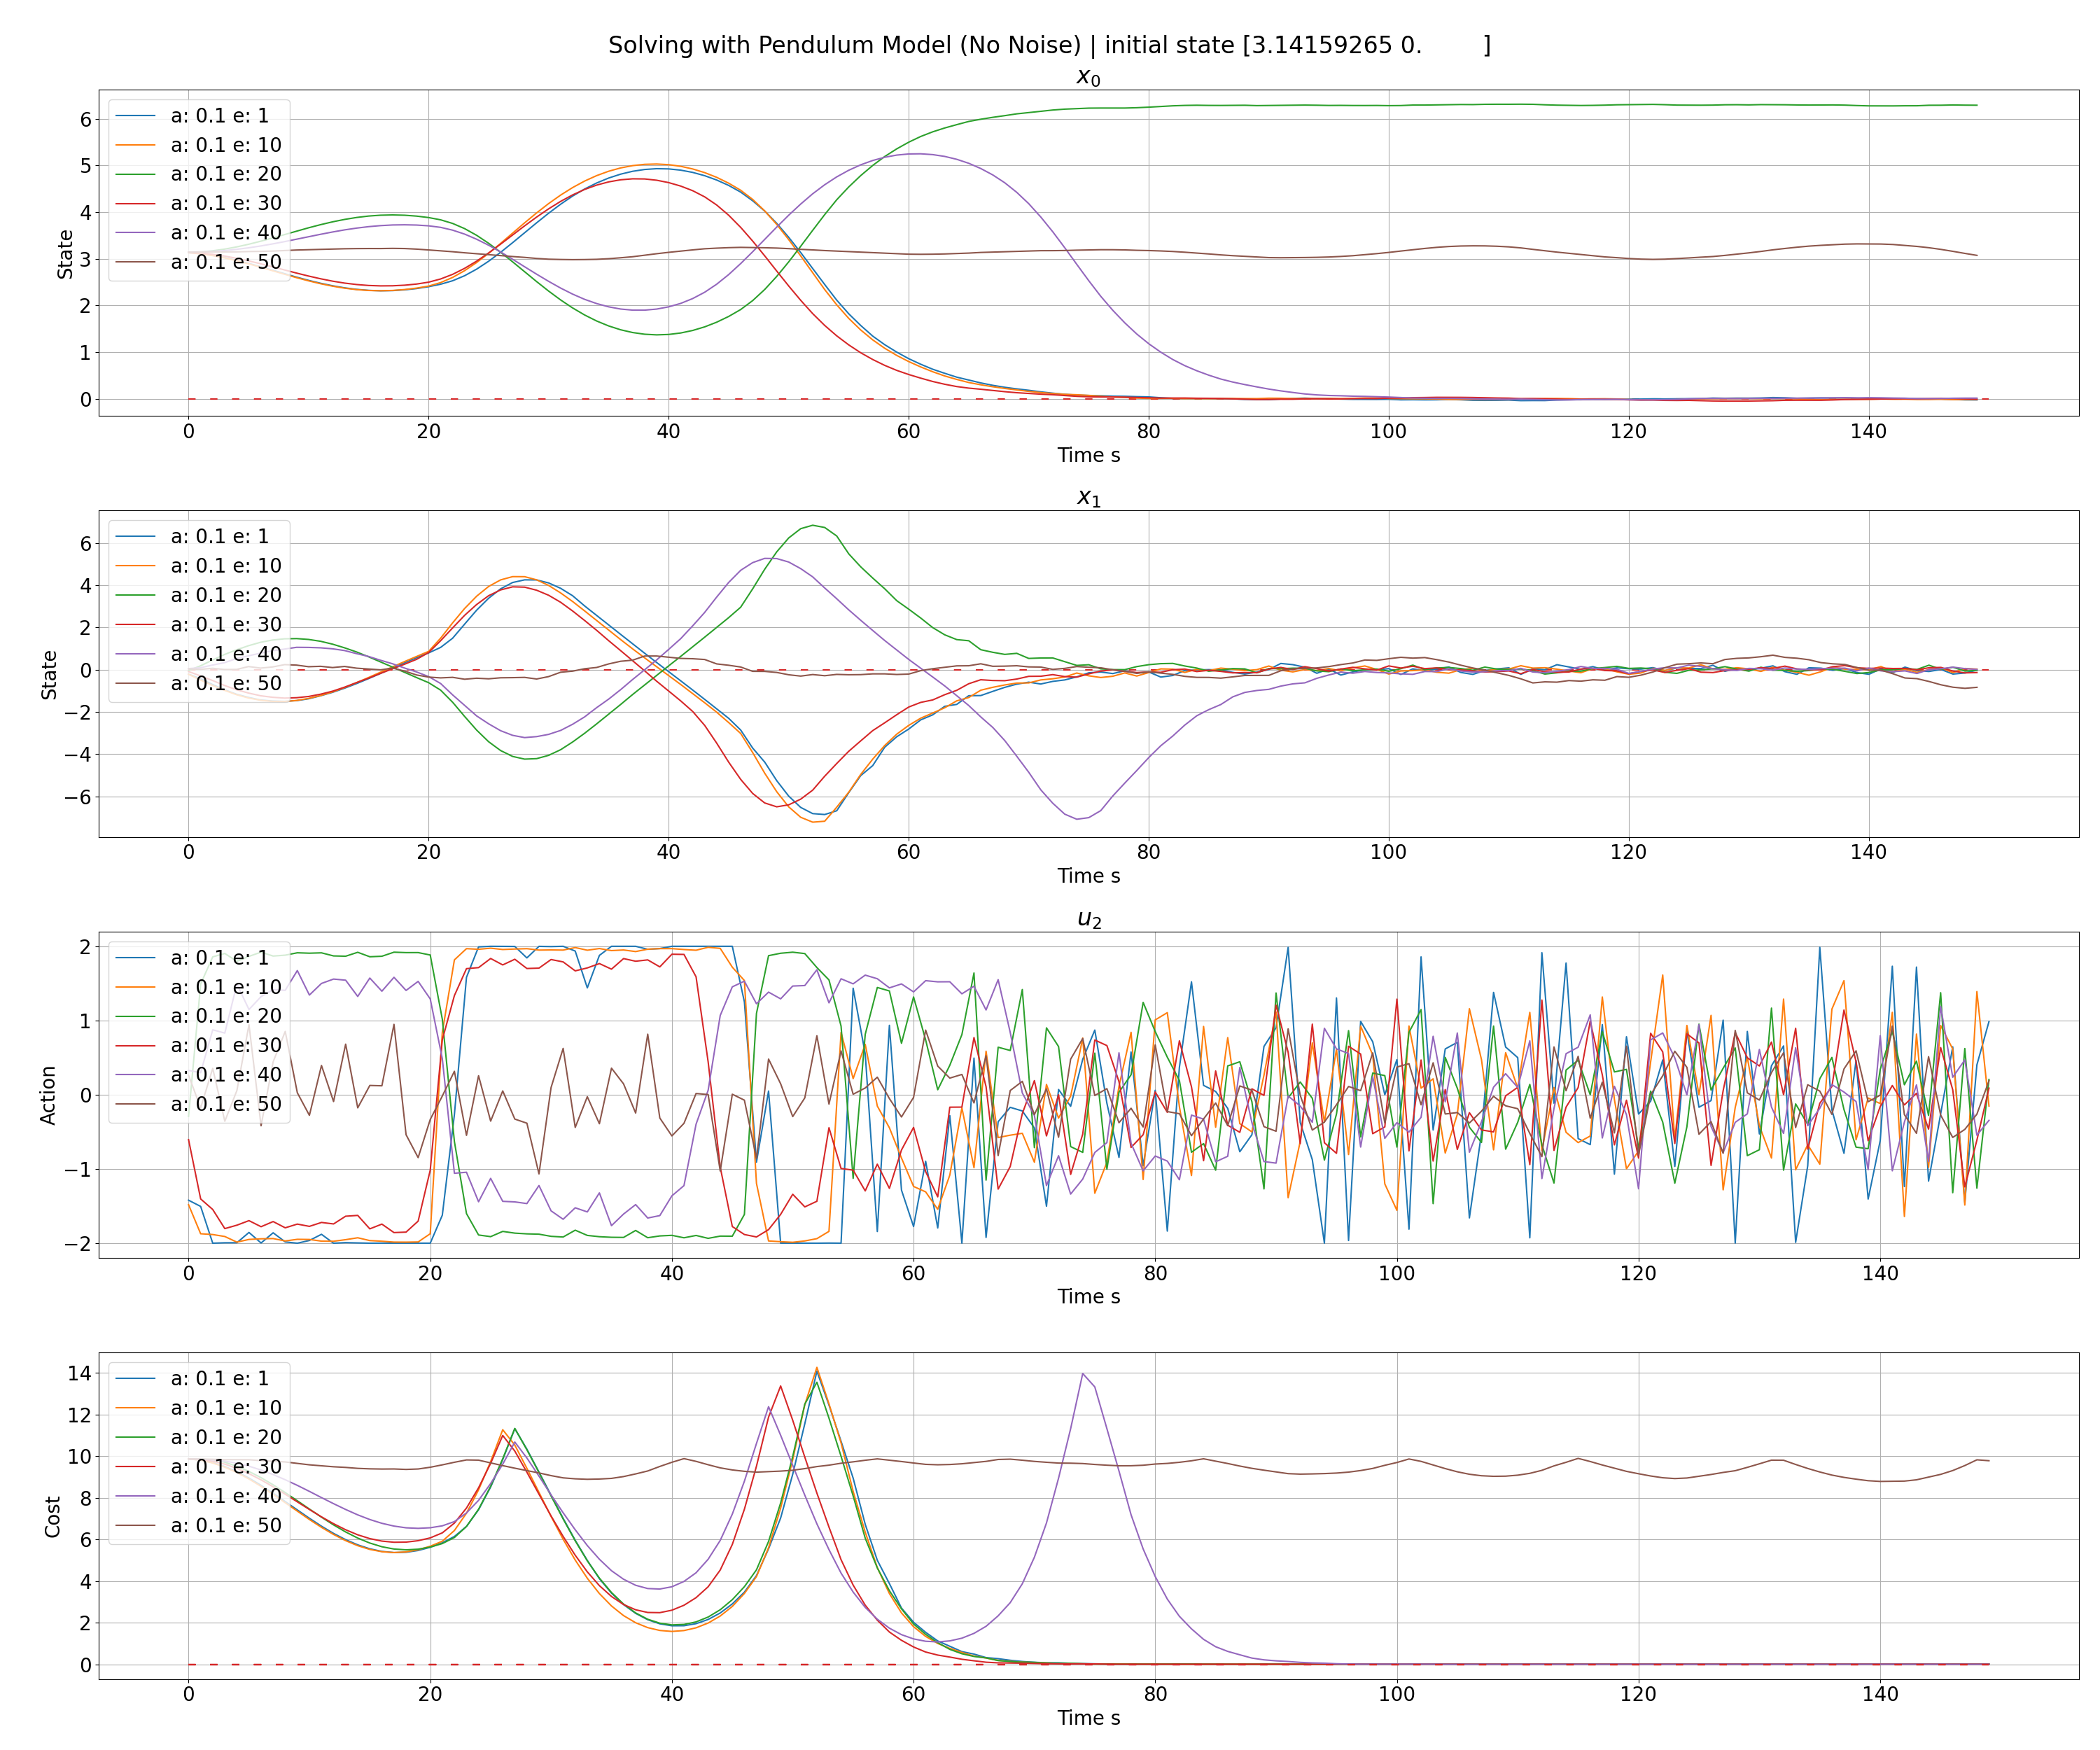 Solving with Pendulum Model (No Noise) | initial state [3.14159265 0. ]
x0
State
6
5
4
3
2
1
0
a: 0.1 e: 1
a: 0.1 e: 10
a: 0.1 e: 20
a: 0.1 e: 30
a: 0.1 e: 40
a: 0.1 e: 50
0 20 40 60 80 100 120 140
Time s
x1
State
6
4
2
0
−2
−4
−6
a: 0.1 e: 1
a: 0.1 e: 10
a: 0.1 e: 20
a: 0.1 e: 30
a: 0.1 e: 40
a: 0.1 e: 50
0 20 40 60 80 100 120 140
Time s
u2
Action
2
1
0
−1
−2
a: 0.1 e: 1
a: 0.1 e: 10
a: 0.1 e: 20
a: 0.1 e: 30
a: 0.1 e: 40
a: 0.1 e: 50
0 20 40 60 80 100 120 140
Time s
Cost
14
12
10
8
6
4
2
0
a: 0.1 e: 1
a: 0.1 e: 10
a: 0.1 e: 20
a: 0.1 e: 30
a: 0.1 e: 40
a: 0.1 e: 50
0 20 40 60 80 100 120 140
Time s